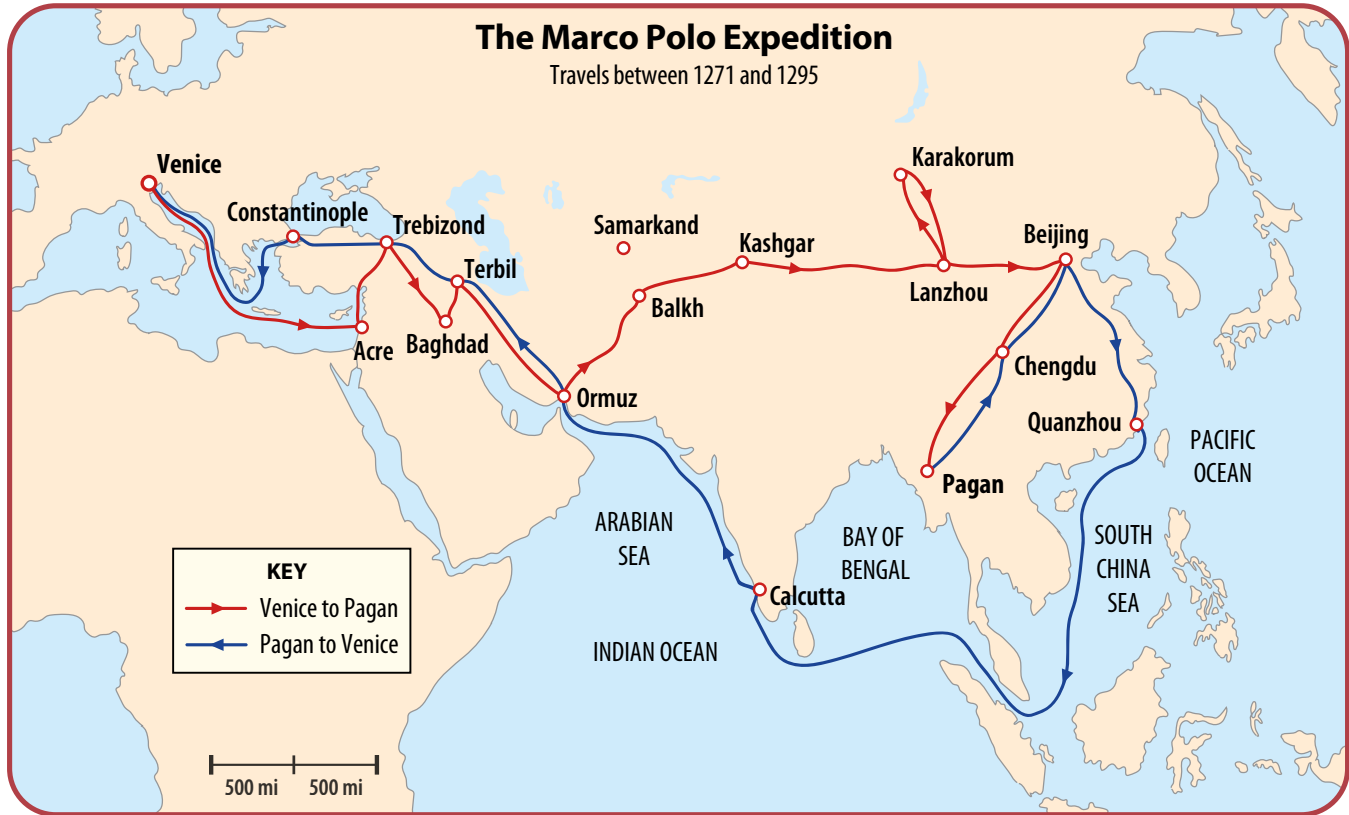 The Marco Polo Expedition
Travels between 1271 and 1295
Venice
Constantinople
Trebizond
Terbil
Baghdad
Acre
Samarkand
Kashgar
Balkh
Ormuz
Karakorum
Lanzhou
Beijing
Chengdu
Quanzhou
Pagan
PACIFIC
OCEAN
ARABIAN
SEA
BAY OF
BENGAL
SOUTH
CHINA
SEA
Calcutta
INDIAN OCEAN
KEY
Venice to Pagan
Pagan to Venice
500 mi 500 mi